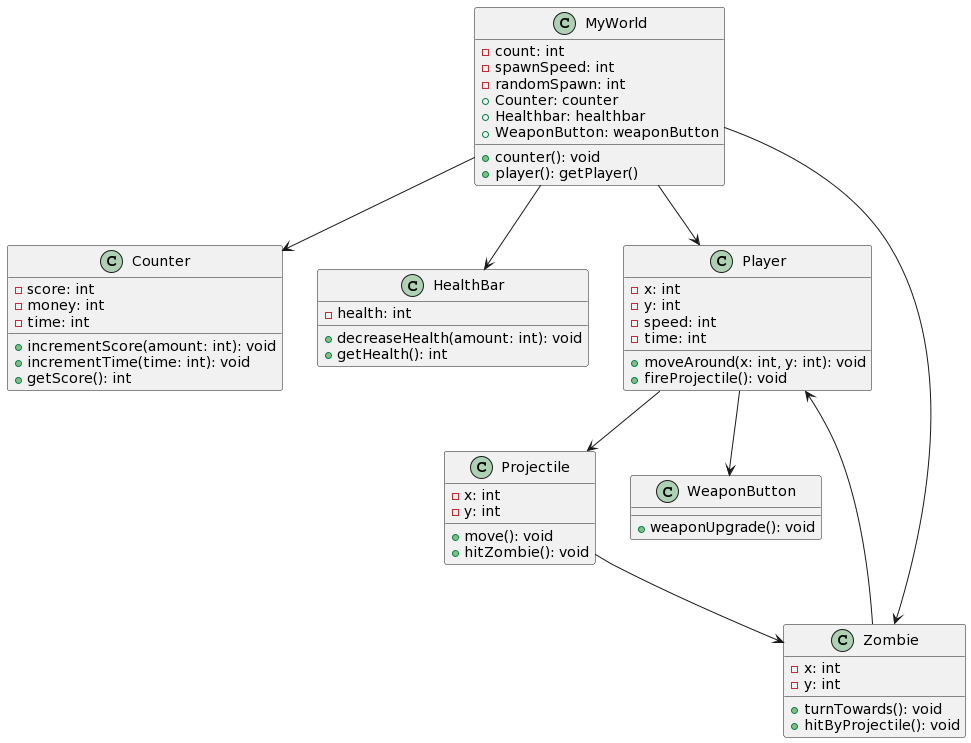 C MyWorld
count: int
spawnSpeed: int
randomSpawn: int
Counter: counter
Healthbar: healthbar
WeaponButton: weaponButton
counter(): void
player(): getPlayer()
C Counter
score: int
money: int
time: int
incrementScore(amount: int): void
incrementTime(time: int): void
getScore(): int
C HealthBar
health: int
decreaseHealth(amount: int): void
getHealth(): int
C Player
x: int
y: int
speed: int
time: int
moveAround(x: int, y: int): void
fireProjectile(): void
C Projectile
x: int
y: int
move(): void
hitZombie(): void
C WeaponButton
weaponUpgrade(): void
C Zombie
x: int
y: int
turnTowards(): void
hitByProjectile(): void